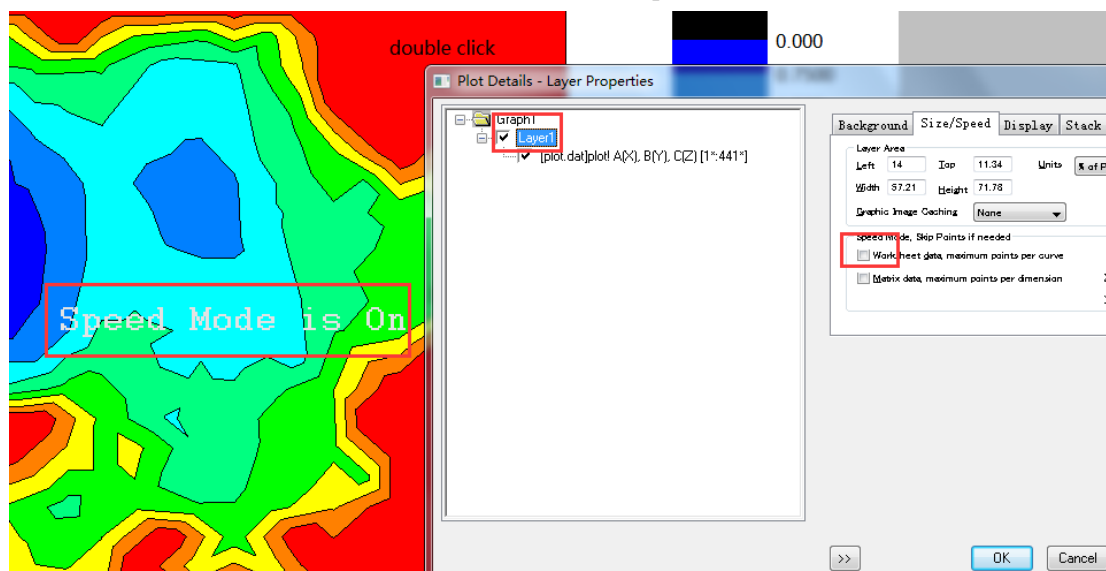 double click
0.000
Plot Details - Layer Properties
Graph1
Layer1
[plot.dat]plot! A(X), B(Y), C(Z) [1*:441*]
Background Size/Speed Display Stack
Layer Area
Left 14 Top 11.34 Units % of P
Width 57.21 Height 71.78
Graphic Image Caching None
Speed Mode, Skip Points if needed
Worksheet data, maximum points per curve
Matrix data, maximum points per dimension
Speed Mode is On
>> OK Cancel